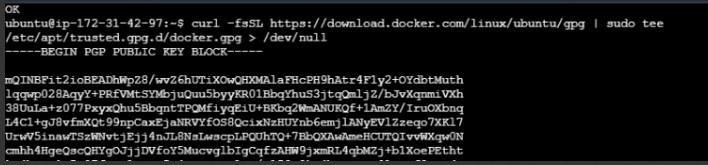 OK
ubuntu@ip-172-31-42-97:~$ curl -fsSL https://download.docker.com/linux/ubuntu/gpg | sudo tee
/etc/apt/trusted.gpg.d/docker.gpg > /dev/null
-----BEGIN PGP PUBLIC KEY BLOCK-----
mQINBFit2ioBEADhWpZ8/wvZ6hUTiXOwQHXMAlaFHcPH9hAtr4F1y2+OYdbtMuth
lqqwp028AqyY+PRfVMtSYMbjuQuu5byyKR01BbqYhuS3jtqQmljZ/bJvXqnmiVXh
38UuLa+z077PxyxQhu5BbqntTPQMfiyqEiU+BKbq2WmANUKQf+1AmZY/IruOXbnq
L4C1+gJ8vfmXQt99npCaxEjaNRVYfOS8QcixNzHUYnb6emjlANyEVlZzeqo7XKl7
UrwV5inawTSzWNvtjEjj4nJL8NsLwscpLPQUhTQ+7BbQXAwAmeHCUTQIvvWXqw0N
cmhh4HgeQscQHYgOJjjDVfoY5MucvglbIgCqfzAHW9jxmRL4qbMZj+b1XoePEtht